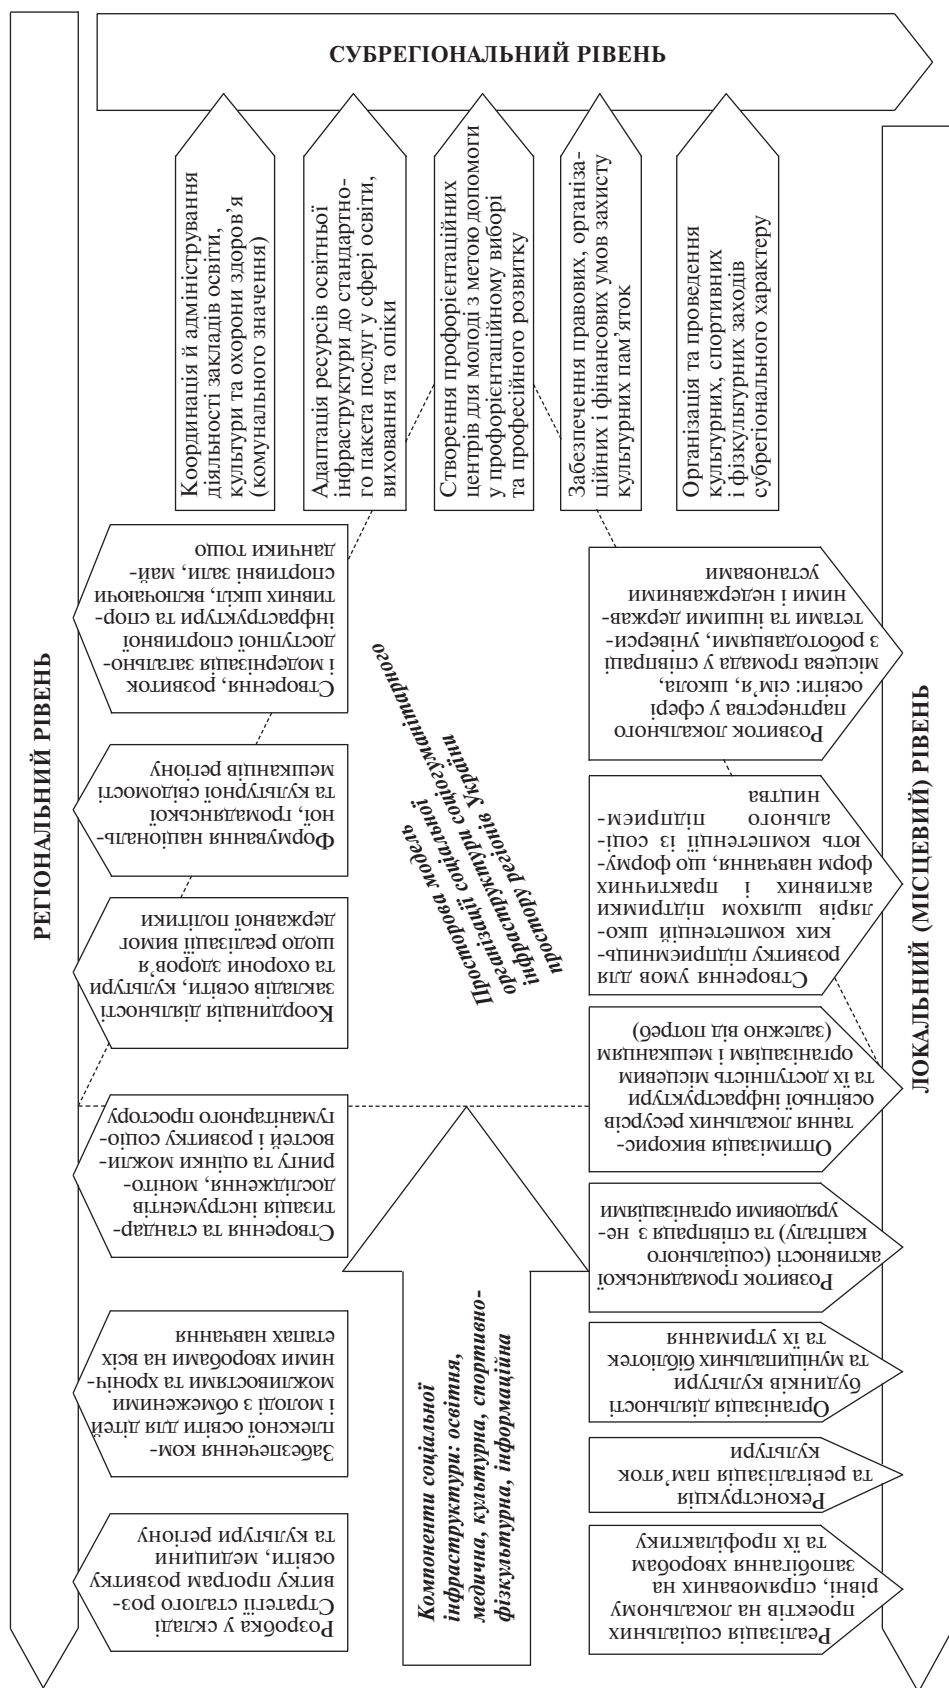 СУБРЕГІОНАЛЬНИЙ РІВЕНЬ
Координація й адміністрування
діяльності закладів освіти,
культури та охорони здоров'я
(комунального значення)
Адаптація ресурсів освітньої
інфраструктури до стандартно-
го пакета послуг у сфері освіти,
виховання та опіки
Створення профорієнтаційних
центрів для молоді з метою допомоги
у профорієнтаційному виборі
та професійного розвитку
Забезпечення правових, організа-
ційних і фінансових умов захисту
культурних пам'яток
Організація та проведення
культурних, спортивних
і фізкультурних заходів
субрегіонального характеру
РЕГІОНАЛЬНИЙ РІВЕНЬ
Розробка у складі
Стратегії сталого роз-
витку програм розвитку
освіти, медицини
та культури регіону
Забезпечення ком-
плексної освіти для дітей
і молоді з обмеженими
можливостями та хроніч-
ними хворобами на всіх
етапах навчання
Створення та стандар-
тизація інструментів
дослідження, моніто-
рингу та оцінки можли-
востей і розвитку соціо-
гуманітарного простору
Координація діяльності
закладів освіти, культури
та охорони здоров'я
щодо реалізації вимог
державної політики
Формування національ-
ної, громадянської
та культурної свідомості
мешканців регіону
Створення, розвиток
і модернізація загально-
доступної спортивної
інфраструктури та спор-
тивних шкіл, включаючи
спортивні зали, май-
данчики тощо
Просторова модель
організації соціальної
інфраструктури соціогуманітарного
простору регіонів України
Компоненти соціальної
інфраструктури: освітня,
медична, культурна, спортивно-
фізкультурна, інформаційна
ЛОКАЛЬНИЙ (МІСЦЕВИЙ) РІВЕНЬ
Реалізація соціальних
проектів на локальному
рівні, спрямованих на
запобігання хворобам
та їх профілактику
Реконструкція
та ревіталізація пам'яток
культури
Організація діяльності
будинків культури
та муніципальних бібліотек
та їх утримання
Розвиток громадянської
активності (соціального
капіталу) та співпраця з не-
урядовими організаціями
Оптимізація викорис-
тання локальних ресурсів
освітньої інфраструктури
та їх доступність місцевим
організаціям і мешканцям
(залежно від потреб)
Створення умов для
розвитку підприємниць-
ких компетенцій шко-
лярів шляхом підтримки
активних і практичних
форм навчання, що форму-
ють компетенції із соці-
ального підприєм-
ництва
Розвиток локального
партнерства у сфері
освіти: сім'я, школа,
місцева громада у співпраці
з роботодавцями, універси-
тетами та іншими держав-
ними і недержавними
установами